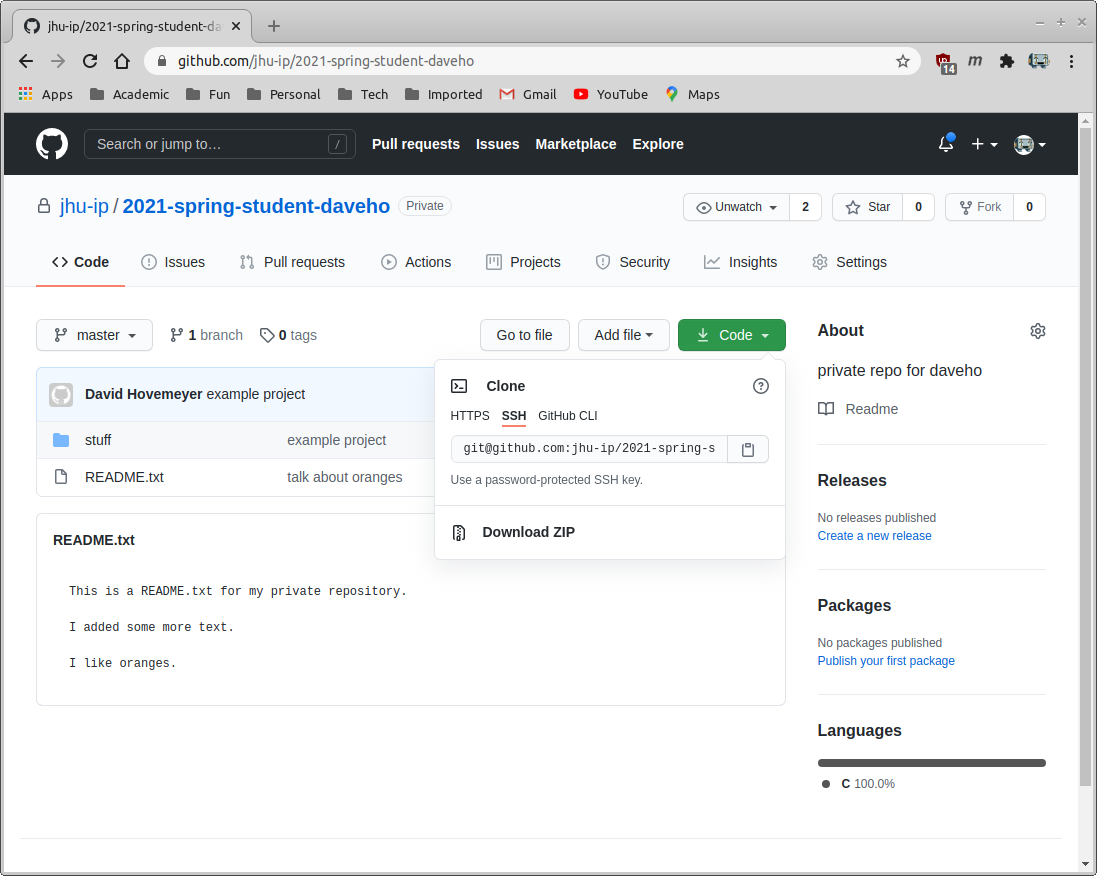 jhu-ip/2021-spring-student-da
github.com/jhu-ip/2021-spring-student-daveho
14
m
Apps Academic Fun Personal Tech Imported Gmail YouTube Maps
Search or jump to… /
Pull requests Issues Marketplace Explore
jhu-ip / 2021-spring-student-daveho Private
Unwatch 2 Star 0 Fork 0
Code Issues Pull requests Actions Projects Security Insights Settings
master 1 branch 0 tags Go to file Add file Code
David Hovemeyer example project
stuff example project
README.txt talk about oranges
Clone
HTTPS SSH GitHub CLI
git@github.com:jhu-ip/2021-spring-s
Use a password-protected SSH key.
Download ZIP
README.txt
This is a README.txt for my private repository.
I added some more text.
I like oranges.
About
private repo for daveho
Readme
Releases
No releases published
Create a new release
Packages
No packages published
Publish your first package
Languages
C 100.0%